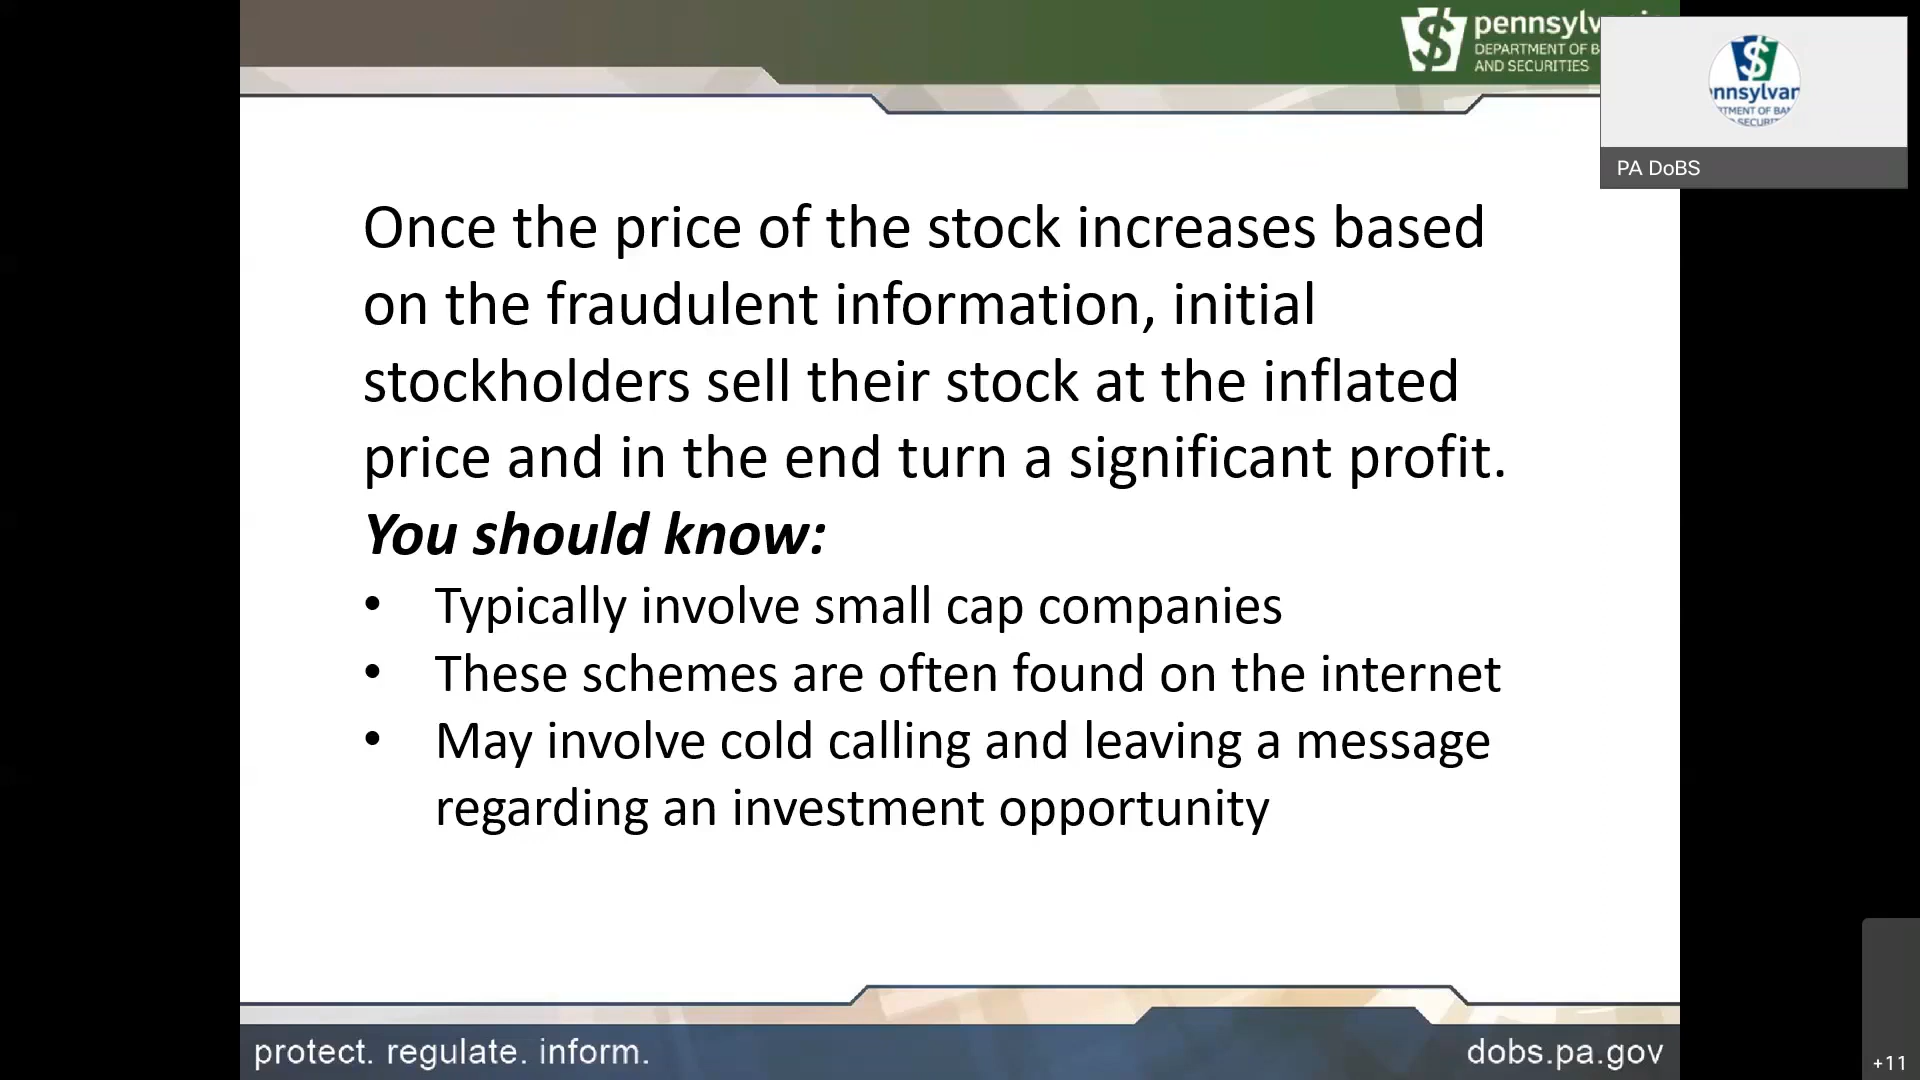 DEPARTMENT OF B
AND SECURITIES
PA DoBS
Once the price of the stock increases based
on the fraudulent information, initial
stockholders sell their stock at the inflated
price and in the end turn a significant profit.
You should know:
• Typically involve small cap companies
• These schemes are often found on the internet
• May involve cold calling and leaving a message
regarding an investment opportunity
protect. regulate. inform.
dobs.pa.gov
+11